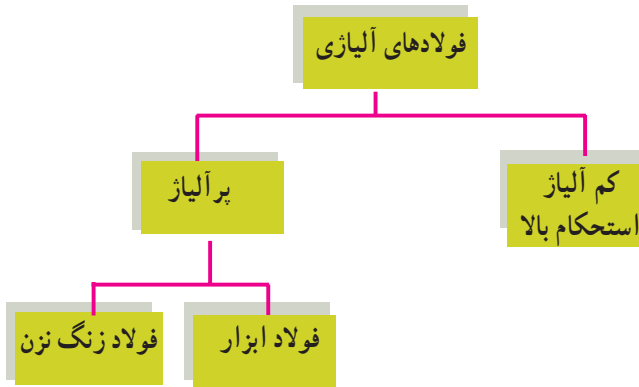 فولادهای آلیاژی
کم آلیاژ
استحکام بالا
پرآلیاژ
فولاد ابزار
فولاد زنگ نزن